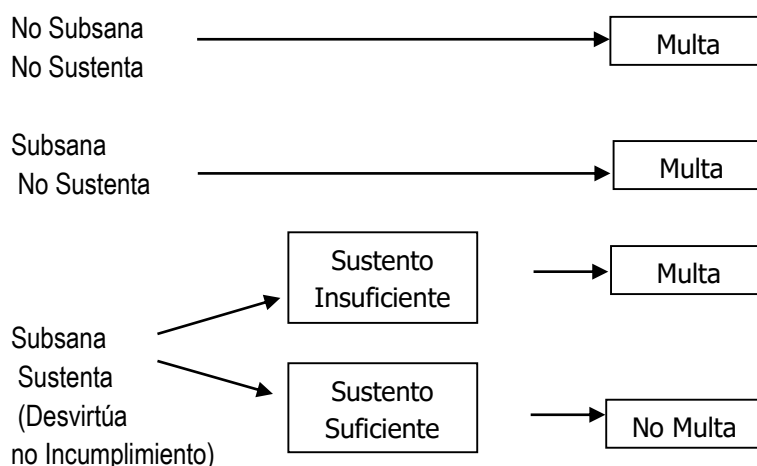 No Subsana
No Sustenta
Multa
Subsana
No Sustenta
Multa
Sustento
Insuficiente
Multa
Subsana
Sustenta
(Desvirtúa
no Incumplimiento)
Sustento
Suficiente
No Multa